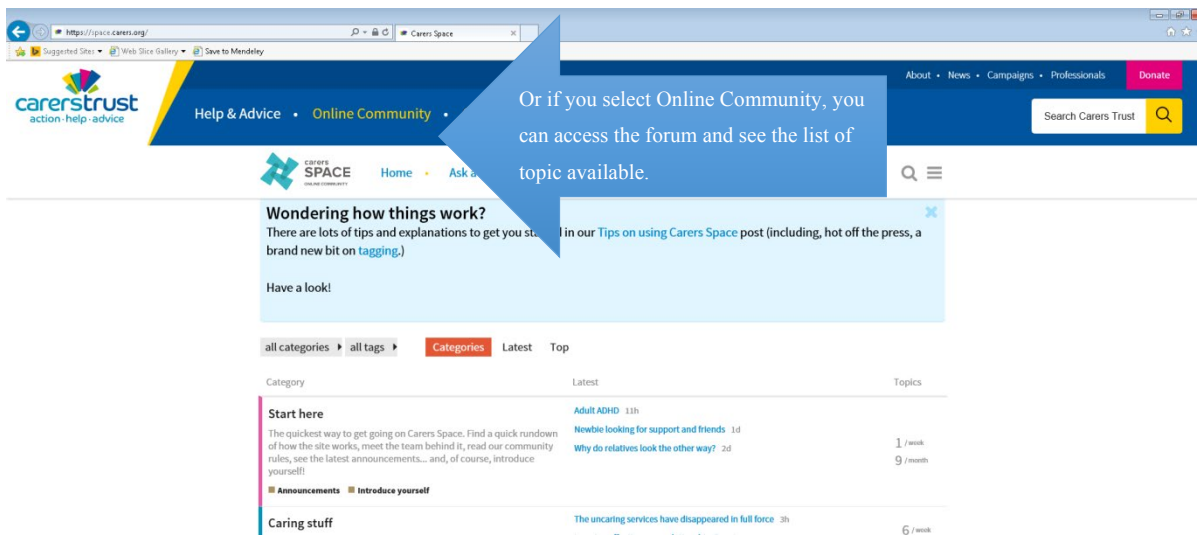 https://space.carers.org/
Carers Space
Suggested Sites
Web Slice Gallery
Save to Mendeley
About • News • Campaigns • Professionals
Donate
carerstrust
action·help·advice
Help & Advice • Online Community •
Or if you select Online Community, you
can access the forum and see the list of
topic available.
Search Carers Trust
carers
SPACE
ONLINE COMMUNITY
Home • Ask a
Wondering how things work?
There are lots of tips and explanations to get you st in our Tips on using Carers Space post (including, hot off the press, a
brand new bit on tagging.)
Have a look!
all categories all tags Categories Latest Top
Category Latest Topics
Start here
The quickest way to get going on Carers Space. Find a quick rundown
of how the site works, meet the team behind it, read our community
rules, see the latest announcements... and, of course, introduce
yourself!
Announcements Introduce yourself
Adult ADHD 11h
Newbie looking for support and friends 1d
Why do relatives look the other way? 2d
1 / week
9 / month
Caring stuff
The uncaring services have disappeared in full force 3h
6 / week